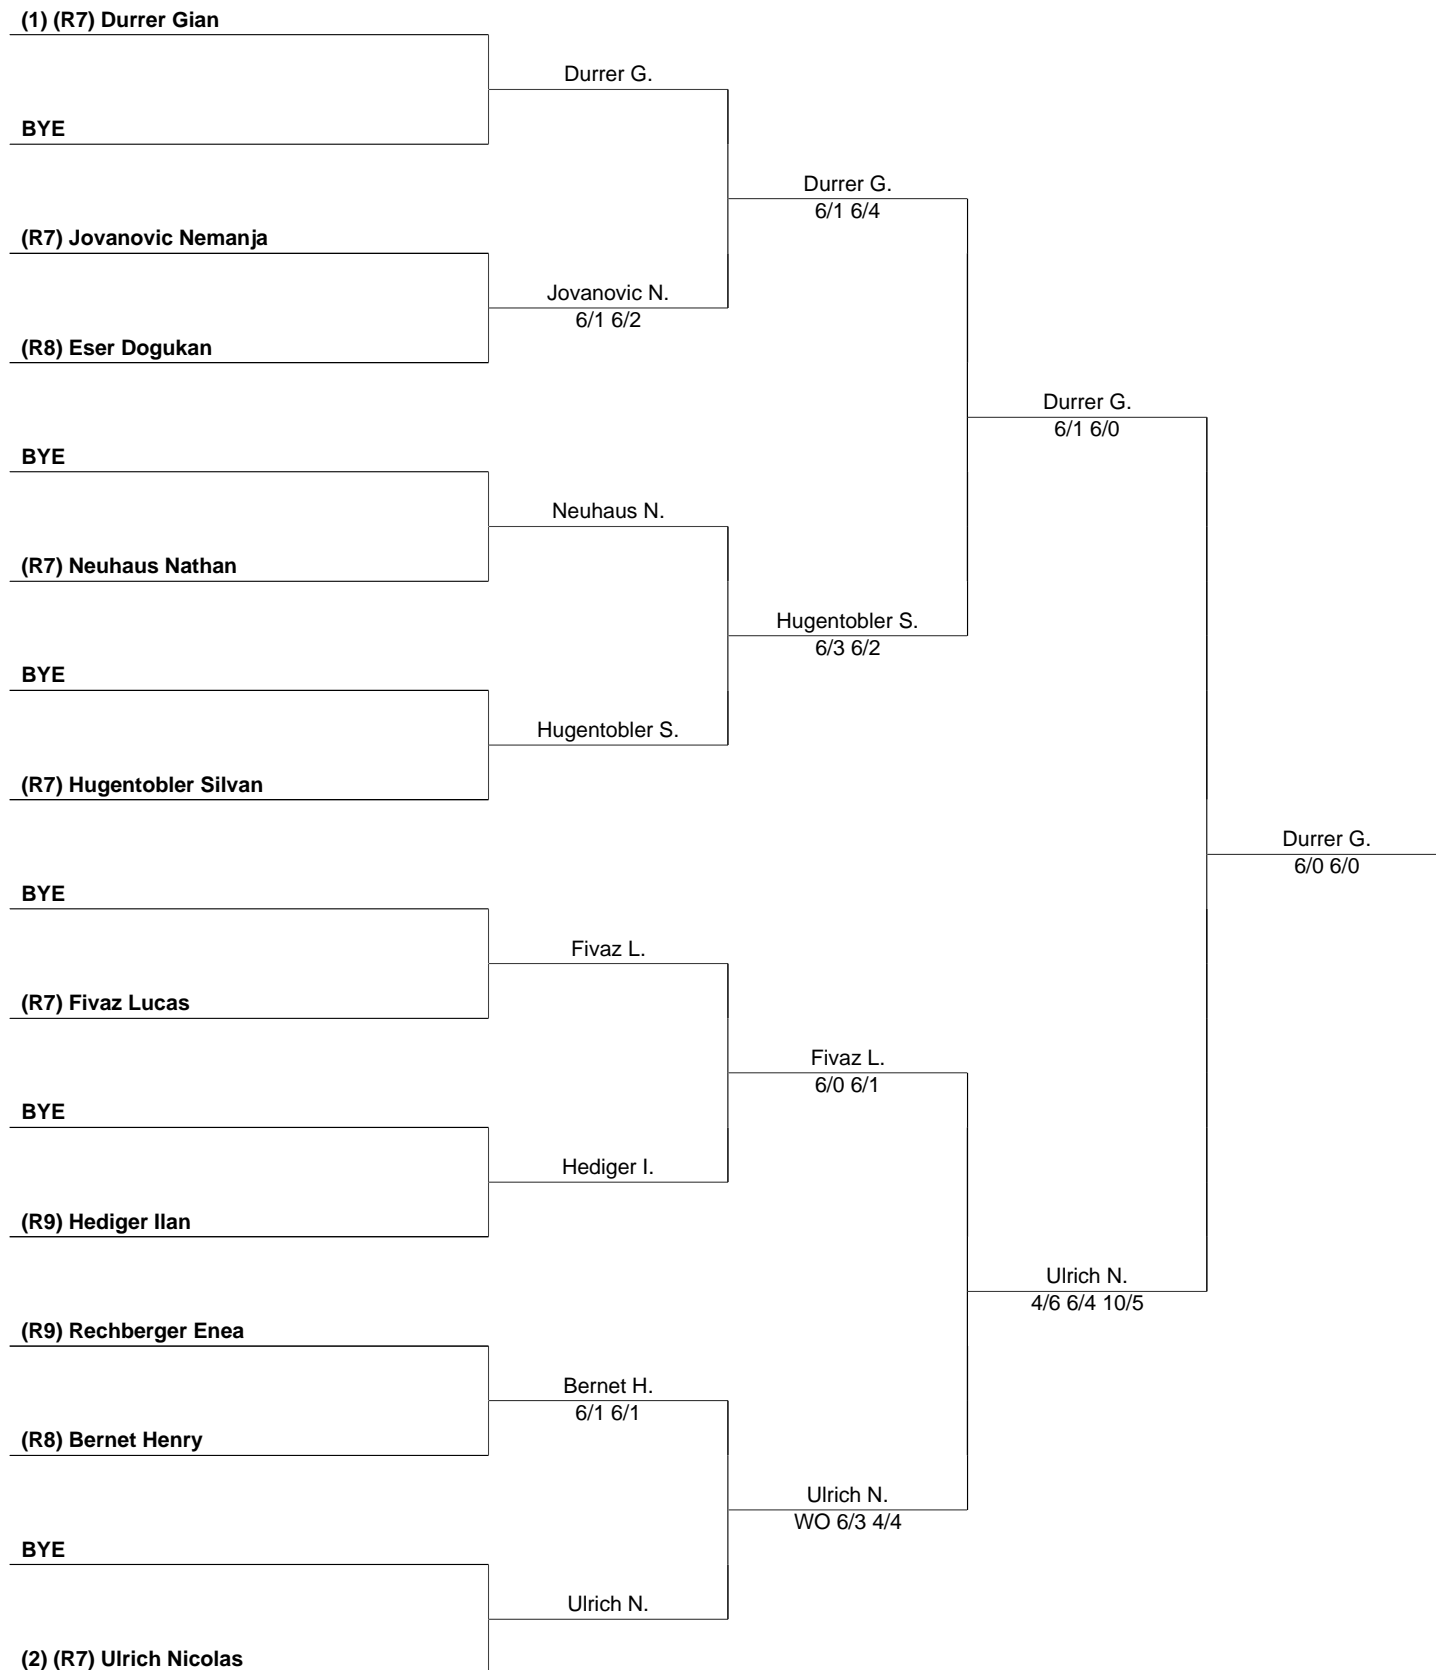 (1) (R7) Durrer Gian
Durrer G.
BYE
Durrer G.
6/1 6/4
(R7) Jovanovic Nemanja
Jovanovic N.
6/1 6/2
(R8) Eser Dogukan
Durrer G.
6/1 6/0
BYE
Neuhaus N.
(R7) Neuhaus Nathan
Hugentobler S.
6/3 6/2
BYE
Hugentobler S.
(R7) Hugentobler Silvan
Durrer G.
6/0 6/0
BYE
Fivaz L.
(R7) Fivaz Lucas
Fivaz L.
6/0 6/1
BYE
Hediger I.
(R9) Hediger Ilan
Ulrich N.
4/6 6/4 10/5
(R9) Rechberger Enea
Bernet H.
6/1 6/1
(R8) Bernet Henry
Ulrich N.
WO 6/3 4/4
BYE
Ulrich N.
(2) (R7) Ulrich Nicolas